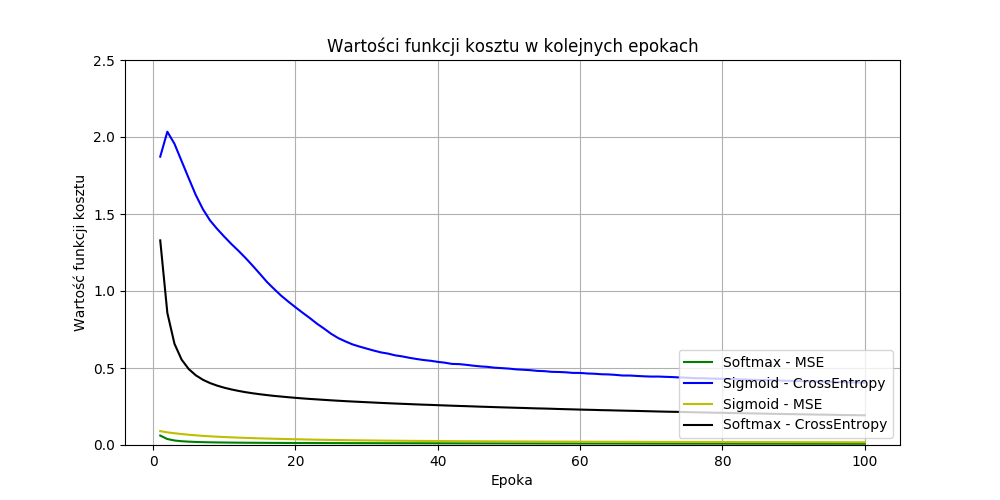 Wartości funkcji kosztu w kolejnych epokach
Wartość funkcji kosztu
2.5
2.0
1.5
1.0
0.5
0.0
Softmax - MSE
Sigmoid - CrossEntropy
Sigmoid - MSE
Softmax - CrossEntropy
0 20 40 60 80 100
Epoka